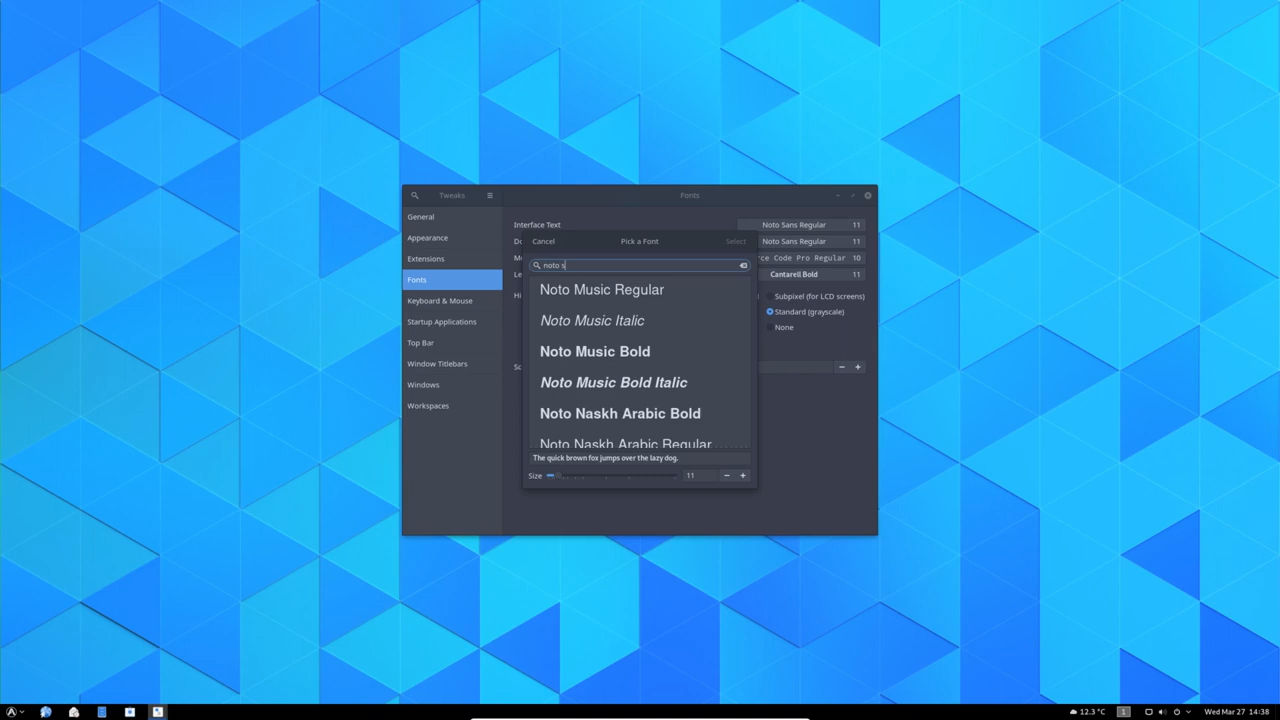 Tweaks
Fonts
General
Appearance
Extensions
Fonts
Keyboard & Mouse
Startup Applications
Top Bar
Window Titlebars
Windows
Workspaces
Interface Text
Noto Sans Regular 11
Noto Sans Regular 11
Code Pro Regular 10
Cantarell Bold 11
Subpixel (for LCD screens)
Standard (grayscale)
None
Cancel
Pick a Font
Select
noto s
Noto Music Regular
Noto Music Italic
Noto Music Bold
Noto Music Bold Italic
Noto Naskh Arabic Bold
Noto Naskh Arabic Regular
The quick brown fox jumps over the lazy dog.
Size 11
12.3 °C
1
Wed Mar 27 14:38